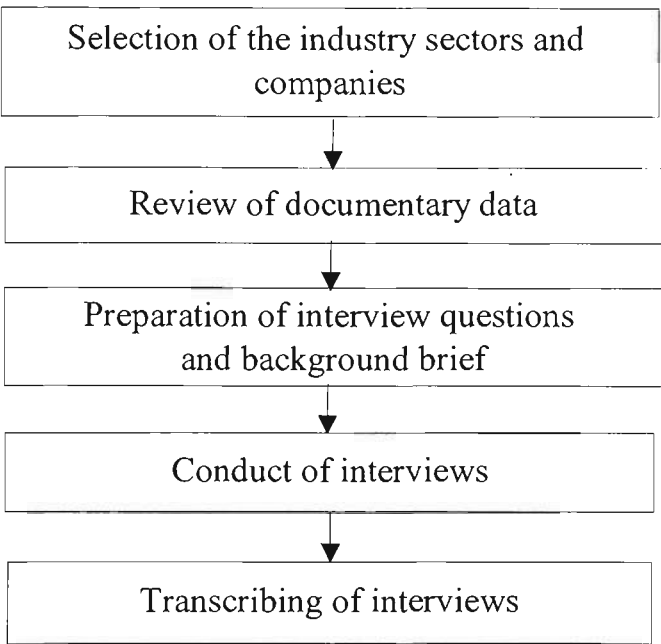 Selection of the industry sectors and
companies
Review of documentary data
Preparation of interview questions
and background brief
Conduct of interviews
Transcribing of interviews